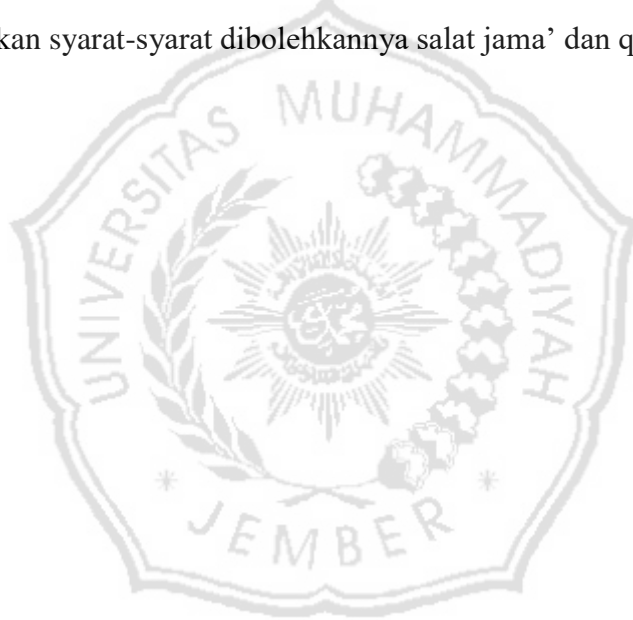 kan syarat-syarat dibolehkannya salat jama’ dan q
UNIVERSITAS MUHAMMADIYAH
JEMBER